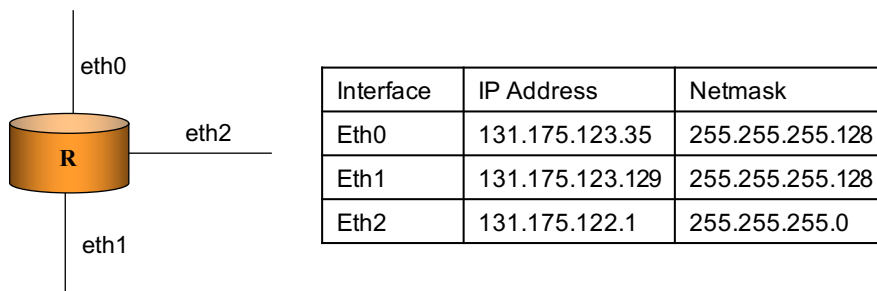 eth0
R
eth2
eth1
Interface IP Address Netmask
Eth0 131.175.123.35 255.255.255.128
Eth1 131.175.123.129 255.255.255.128
Eth2 131.175.122.1 255.255.255.0